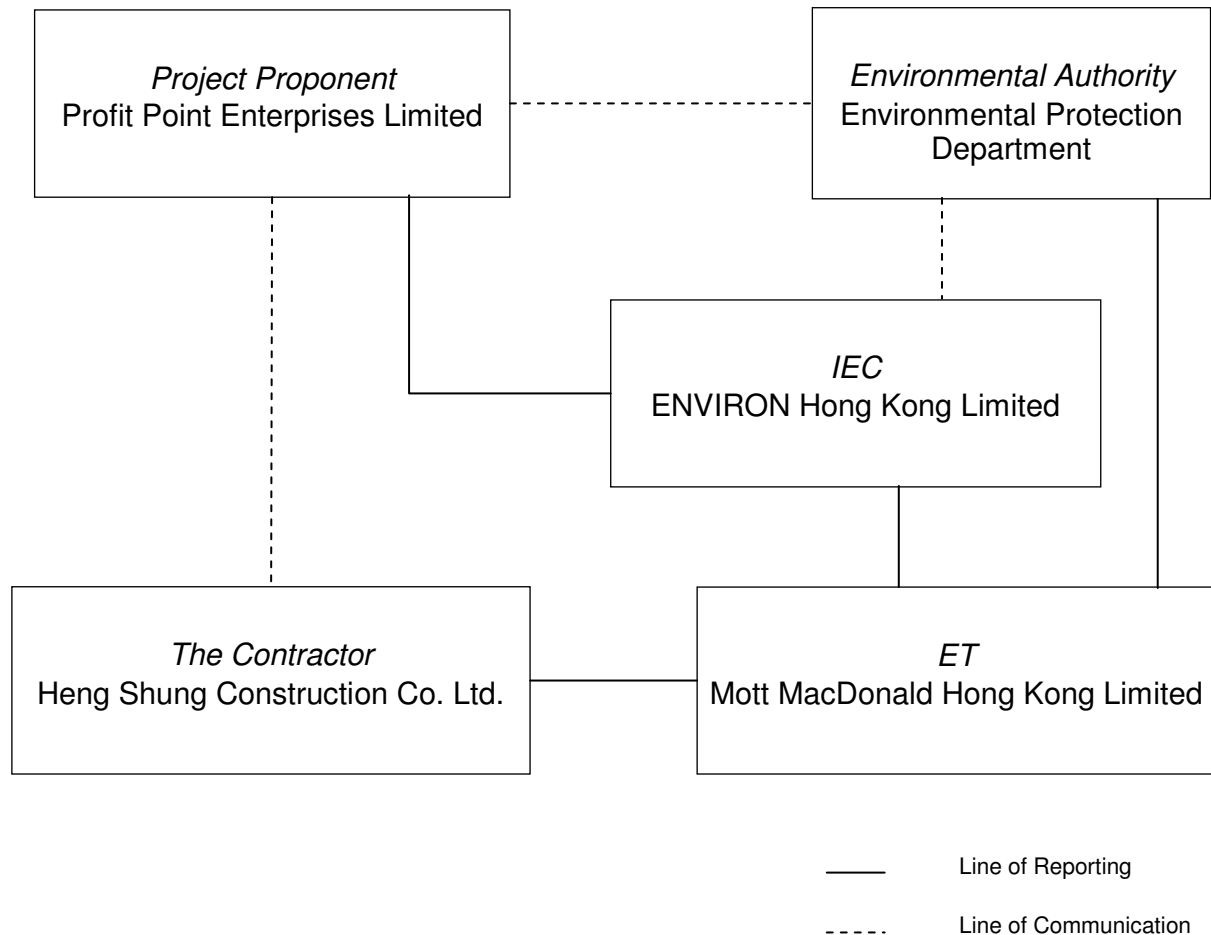 Project Proponent
Profit Point Enterprises Limited
Environmental Authority
Environmental Protection
Department
IEC
ENVIRON Hong Kong Limited
The Contractor
Heng Shung Construction Co. Ltd.
ET
Mott MacDonald Hong Kong Limited
Line of Reporting
Line of Communication